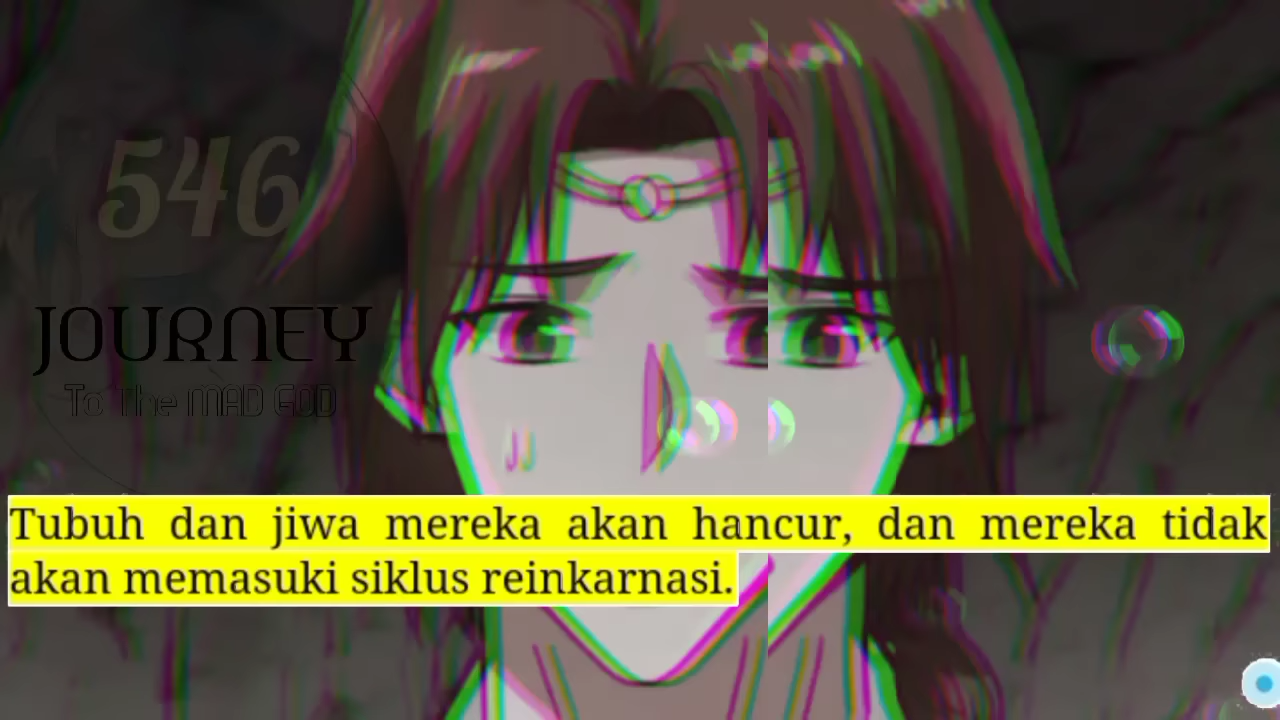 546
JOURNEY
To The MAD GOD
Tubuh dan jiwa mereka akan hancur, dan mereka tidak
akan memasuki siklus reinkarnasi.